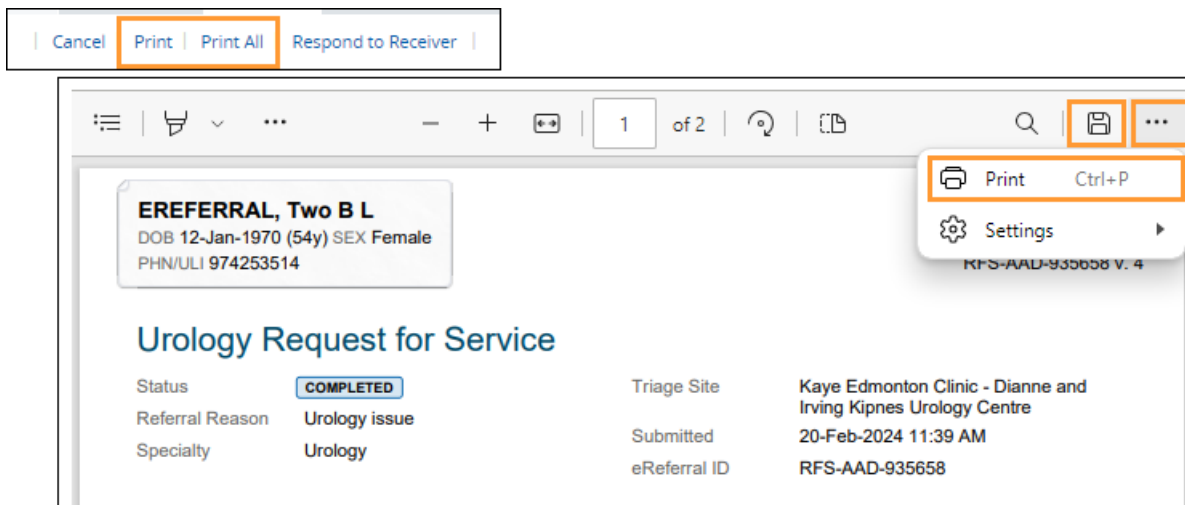 Cancel Print Print All Respond to Receiver
1 of 2
Print Ctrl+P
Settings
EREFERRAL, Two B L
DOB 12-Jan-1970 (54y) SEX Female
PHN/ULI 974253514
RFS-AAD-935658 v. 4
Urology Request for Service
Status COMPLETED
Referral Reason Urology issue
Specialty Urology
Triage Site Kaye Edmonton Clinic - Dianne and
Irving Kipnes Urology Centre
Submitted 20-Feb-2024 11:39 AM
eReferral ID RFS-AAD-935658